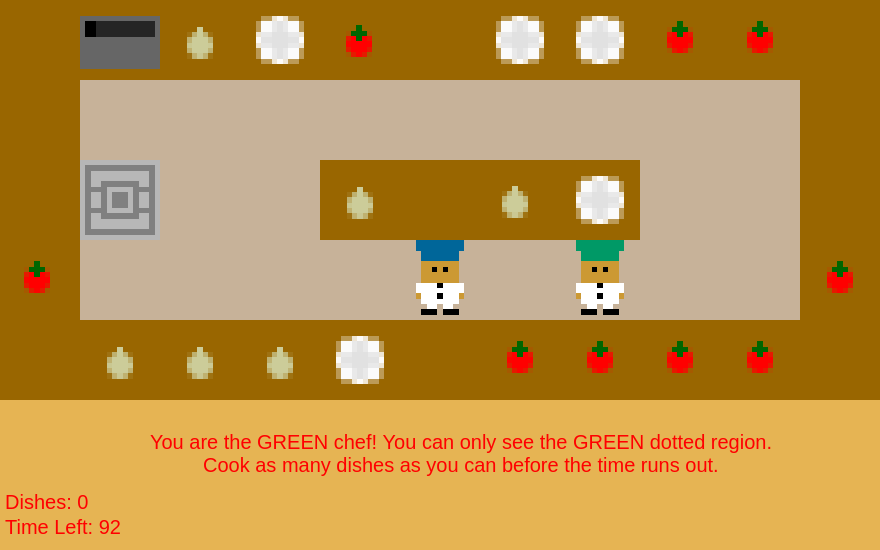 You are the GREEN chef! You can only see the GREEN dotted region.
Cook as many dishes as you can before the time runs out.
Dishes: 0
Time Left: 92